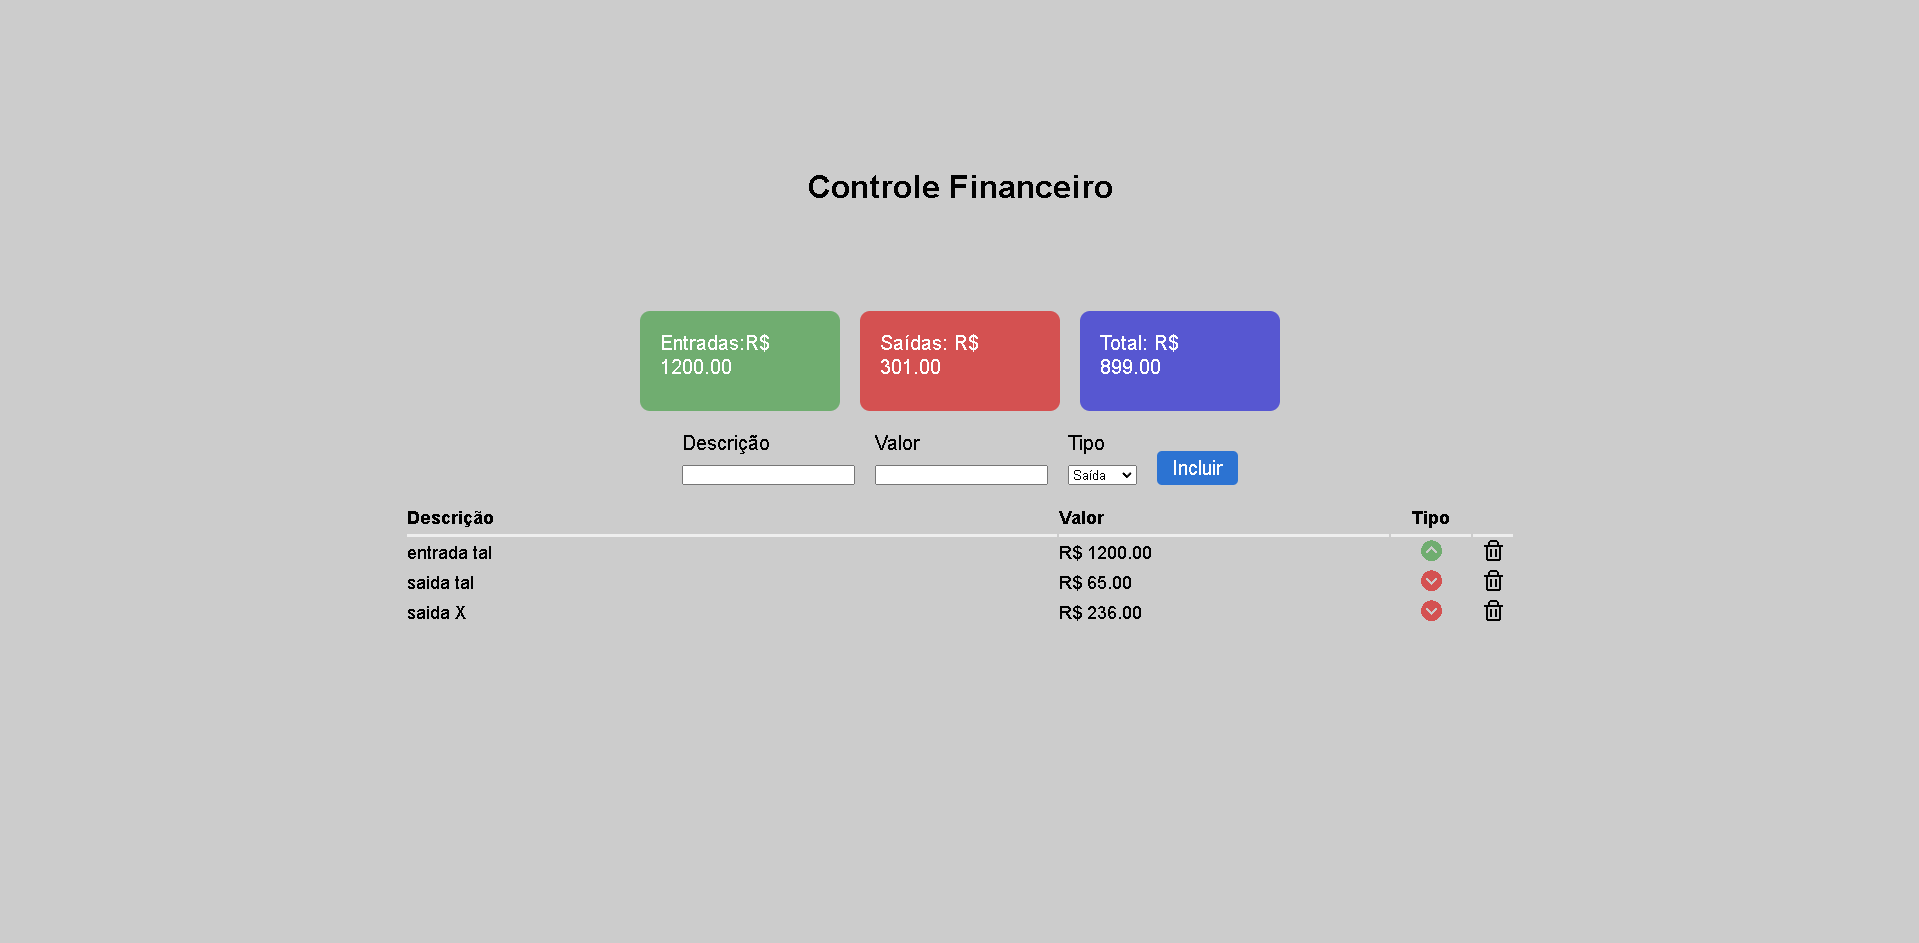 Controle Financeiro
Entradas:R$
1200.00
Saídas: R$
301.00
Total: R$
899.00
Descrição
Valor
Tipo
Saída
Incluir
Descrição Valor Tipo
entrada tal R$ 1200.00
saida tal R$ 65.00
saida X R$ 236.00